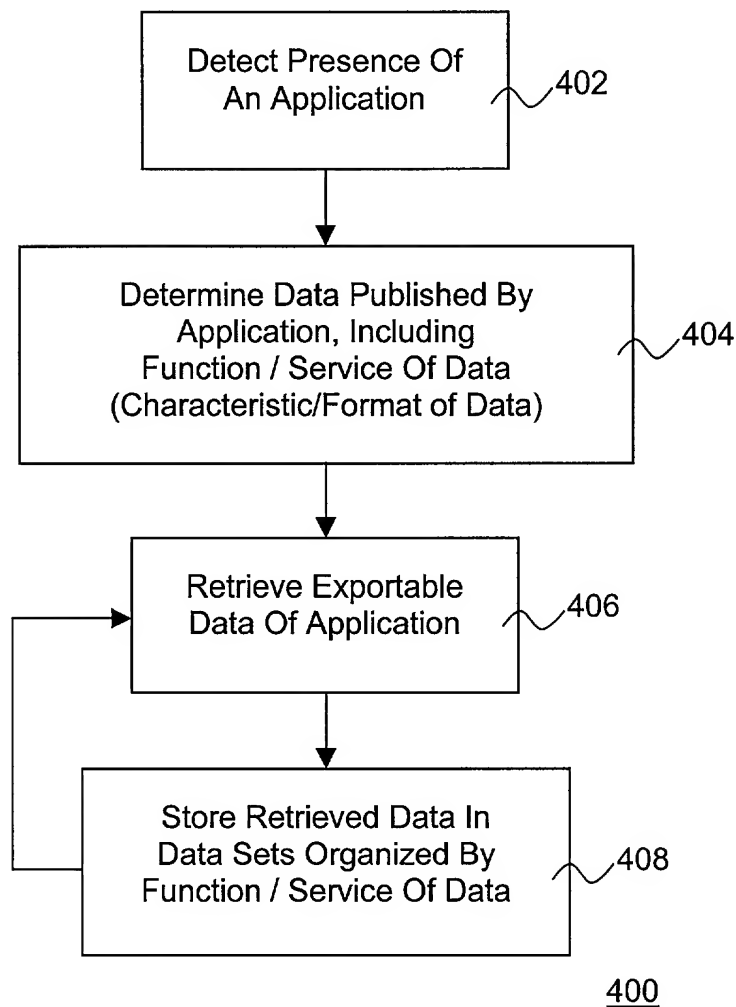 Detect Presence Of
An Application
402
Determine Data Published By
Application, Including
Function / Service Of Data
(Characteristic/Format of Data)
404
Retrieve Exportable
Data Of Application
406
Store Retrieved Data In
Data Sets Organized By
Function / Service Of Data
408
400